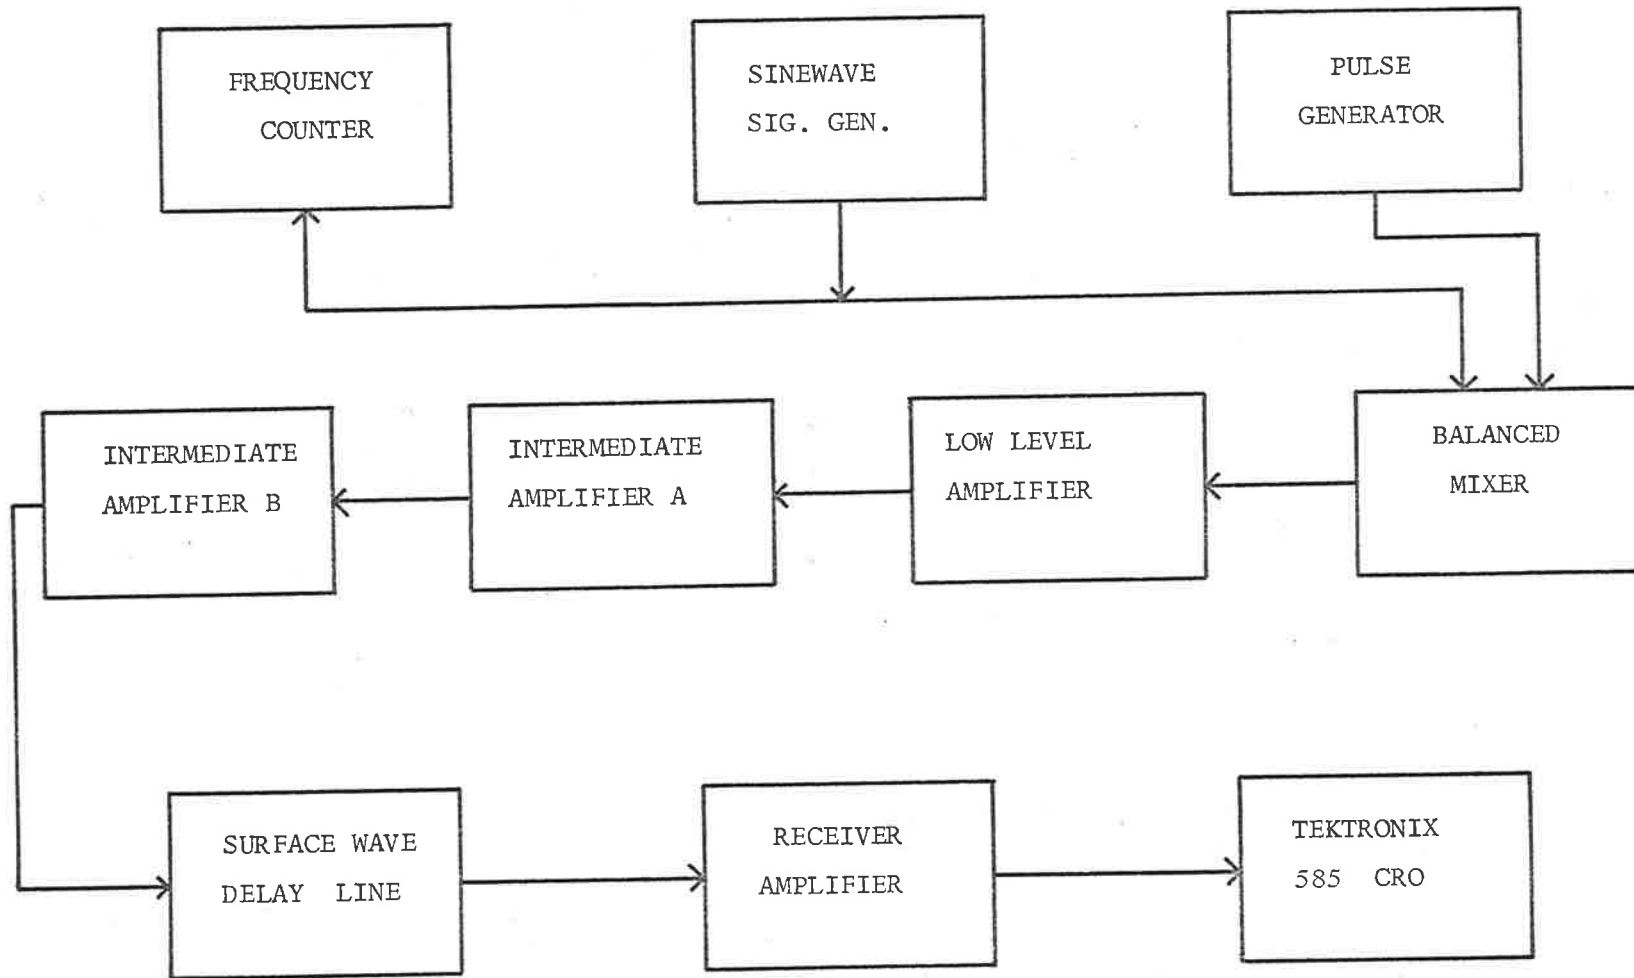 FREQUENCY
COUNTER
SINEWAVE
SIG. GEN.
PULSE
GENERATOR
INTERMEDIATE
AMPLIFIER B
INTERMEDIATE
AMPLIFIER A
LOW LEVEL
AMPLIFIER
BALANCED
MIXER
SURFACE WAVE
DELAY LINE
RECEIVER
AMPLIFIER
TEKTRONIX
585 CRO